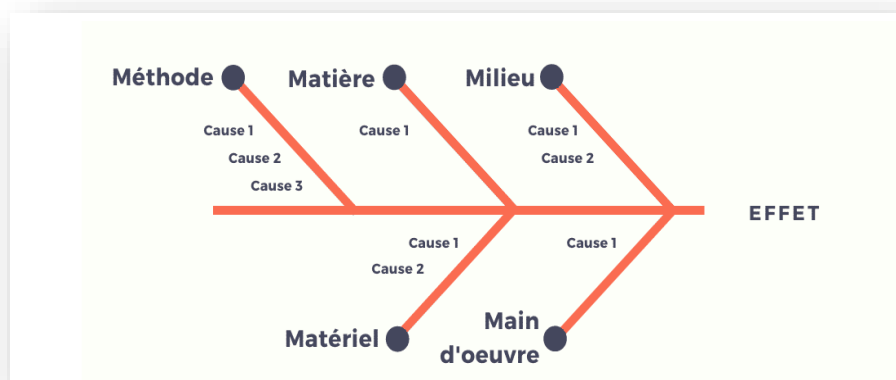 Méthode
Matière
Milieu
Cause 1
Cause 2
Cause 3
Cause 1
Cause 1
Cause 2
EFFET
Cause 1
Cause 2
Cause 1
Matériel
Main
d'oeuvre